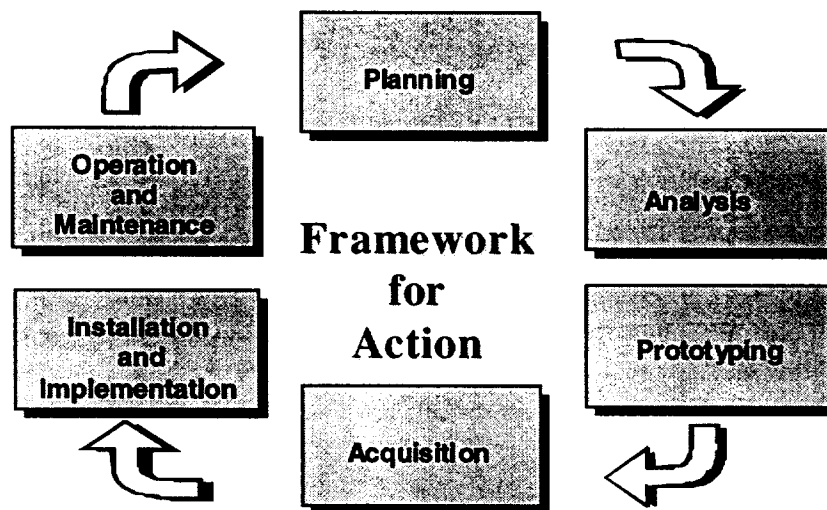 Planning
Analysis
Prototyping
Acquisition
Installation
and
Implementation
Operation
and
Maintenance
Framework
for
Action